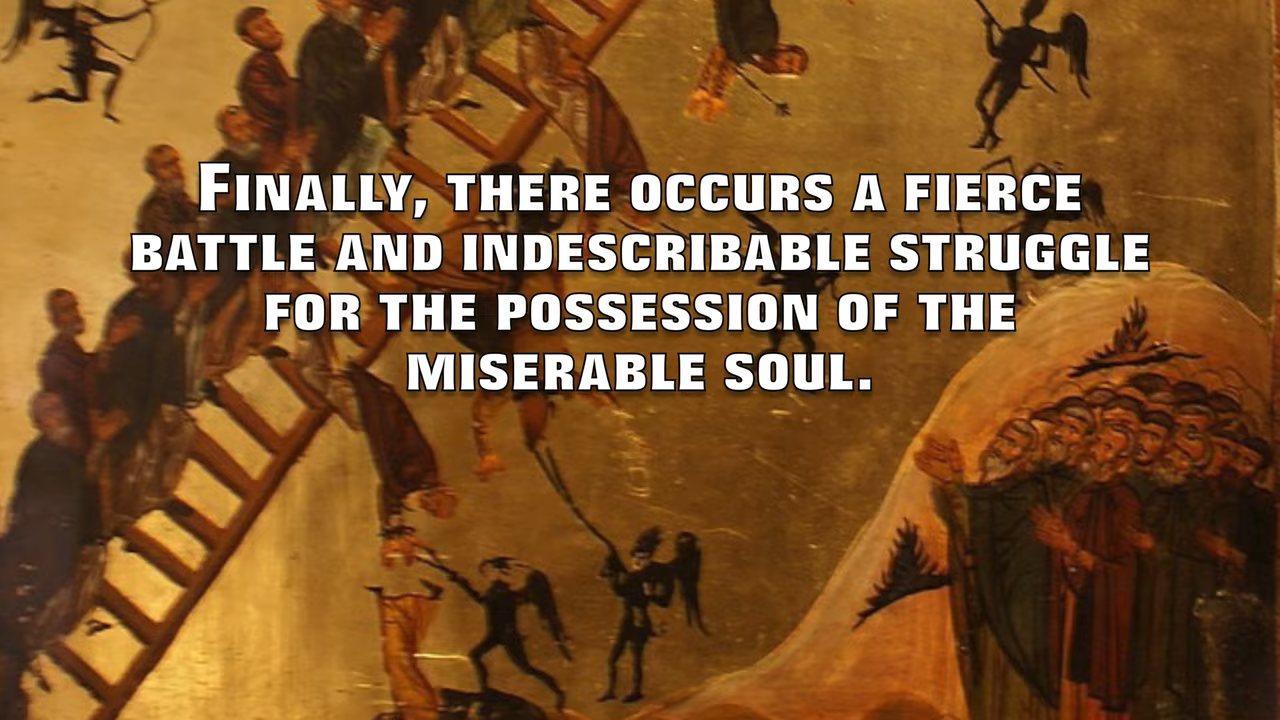 Finally, there occurs a fierce
battle and indescribable struggle
for the possession of the
miserable soul.